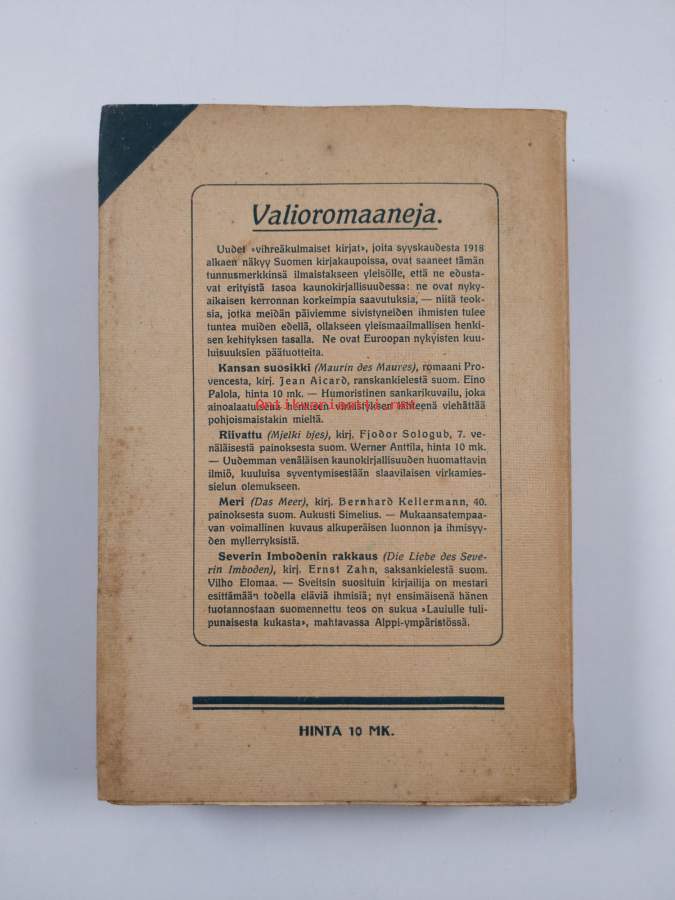 Valioromaaneja.
Uudet »vihreäkulmaiset kirjat», joita syyskaudesta 1918
alkaen näkyy Suomen kirjakaupoissa, ovat saaneet tämän
tunnusmerkkinsä ilmaistakseen yleisölle, että ne edusta-
vat erityistä tasoa kaunokirjallisuudessa: ne ovat nyky-
aikaisen kerronnan korkeimpia saavutuksia, — niitä teok-
sia, jotka meidän päiviemme sivistyneiden ihmisten tulee
tuntea muiden edellä, ollakseen yleismaailmallisen henki-
sen kehityksen tasalla. Ne ovat Euroopan nykyisten kuu-
luisuuksien päätuotteita.
Kansan suosikki (Maurin des Maures), romaani Pro-
vencesta, kirj. Jean Aicard, ranskankielestä suom. Eino
Palola, hinta 10 mk. — Humoristinen sankarikuvailu, joka
ainoalaatuisena henkisen virkistyksen lähteenä viehättää
Antikvariaatti.net
pohjoismaistakin mieltä.
Riivattu (Mjelki bjes), kirj. Fjodor Sologub, 7. ve-
näläisestä painoksesta suom. Werner Anttila, hinta 10 mk.
— Uudemman venäläisen kaunokirjallisuuden huomattavin
ilmiö, kuuluisa syventymisestään slaavilaisen virkamies-
sielun olemukseen.
Meri (Das Meer), kirj. Bernhard Kellermann, 40.
painoksesta suom. Aukusti Simelius. — Mukaansatempaa-
van voimallinen kuvaus alkuperäisen luonnon ja ihmisyy-
den myllerryksistä.
Severin Imbodenin rakkaus (Die Liebe des Seve-
rin Imboden), kirj. Ernst Zahn, saksankielestä suom.
Vilho Elomaa. — Sveitsin suosituin kirjailija on mestari
esittämään todella eläviä ihmisiä; nyt ensimäisenä hänen
tuotannostaan suomennettu teos on sukua »Laululle tuli-
punaisesta kukasta», mahtavassa Alppi-ympäristössä.
HINTA 10 MK.